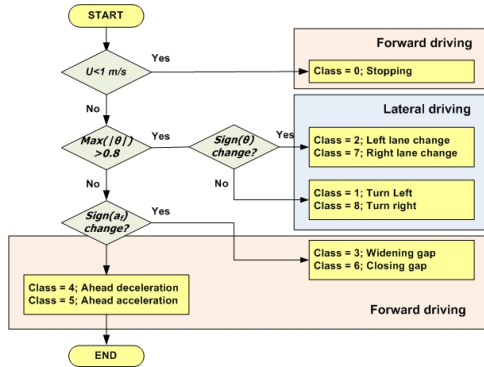 START
Forward driving
U<1 m/s
Yes
Class = 0; Stopping
No
Lateral driving
Max(|θ|)
>0.8
Yes
Sign(θ)
change?
Yes
Class = 2; Left lane change
Class = 7; Right lane change
No
No
Class = 1; Turn Left
Class = 8; Turn right
Sign(ar)
change?
Yes
Class = 3; Widening gap
Class = 6; Closing gap
No
Class = 4; Ahead deceleration
Class = 5; Ahead acceleration
Forward driving
END